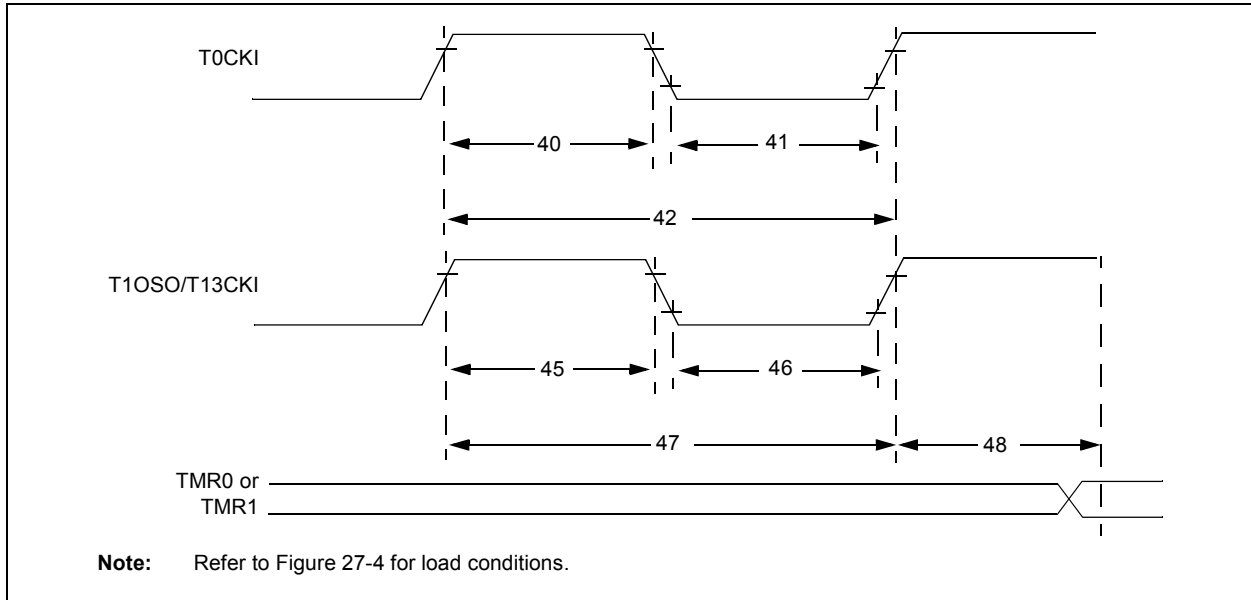 T0CKI
40
41
42
T1OSO/T13CKI
45
46
47
48
TMR0 or
TMR1
Note: Refer to Figure 27-4 for load conditions.